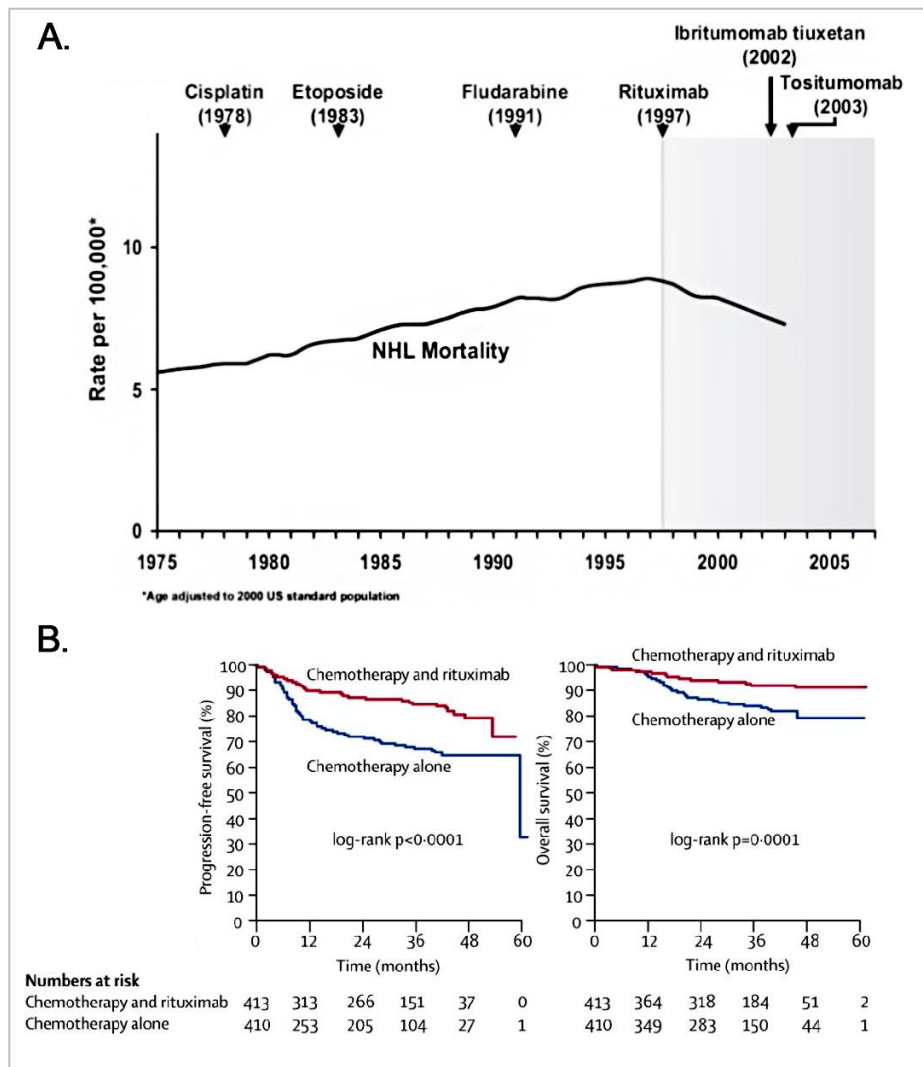 A.
Ibritumomab tiuxetan
(2002)
Cisplatin Etoposide Fludarabine Rituximab Tositumomab
(1978) (1983) (1991) (1997) (2003)
Rate per 100,000*
10
5
0
NHL Mortality
1975 1980 1985 1990 1995 2000 2005
*Age adjusted to 2000 US standard population
B.
Progression-free survival (%)
100
90
80
70
60
50
40
30
20
10
0
Chemotherapy and rituximab
Chemotherapy alone
log-rank p<0·0001
0 12 24 36 48 60
Time (months)
Overall survival (%)
100
90
80
70
60
50
40
30
20
10
0
Chemotherapy and rituximab
Chemotherapy alone
log-rank p=0·0001
0 12 24 36 48 60
Time (months)
Numbers at risk
Chemotherapy and rituximab 413 313 266 151 37 0 413 364 318 184 51 2
Chemotherapy alone 410 253 205 104 27 1 410 349 283 150 44 1